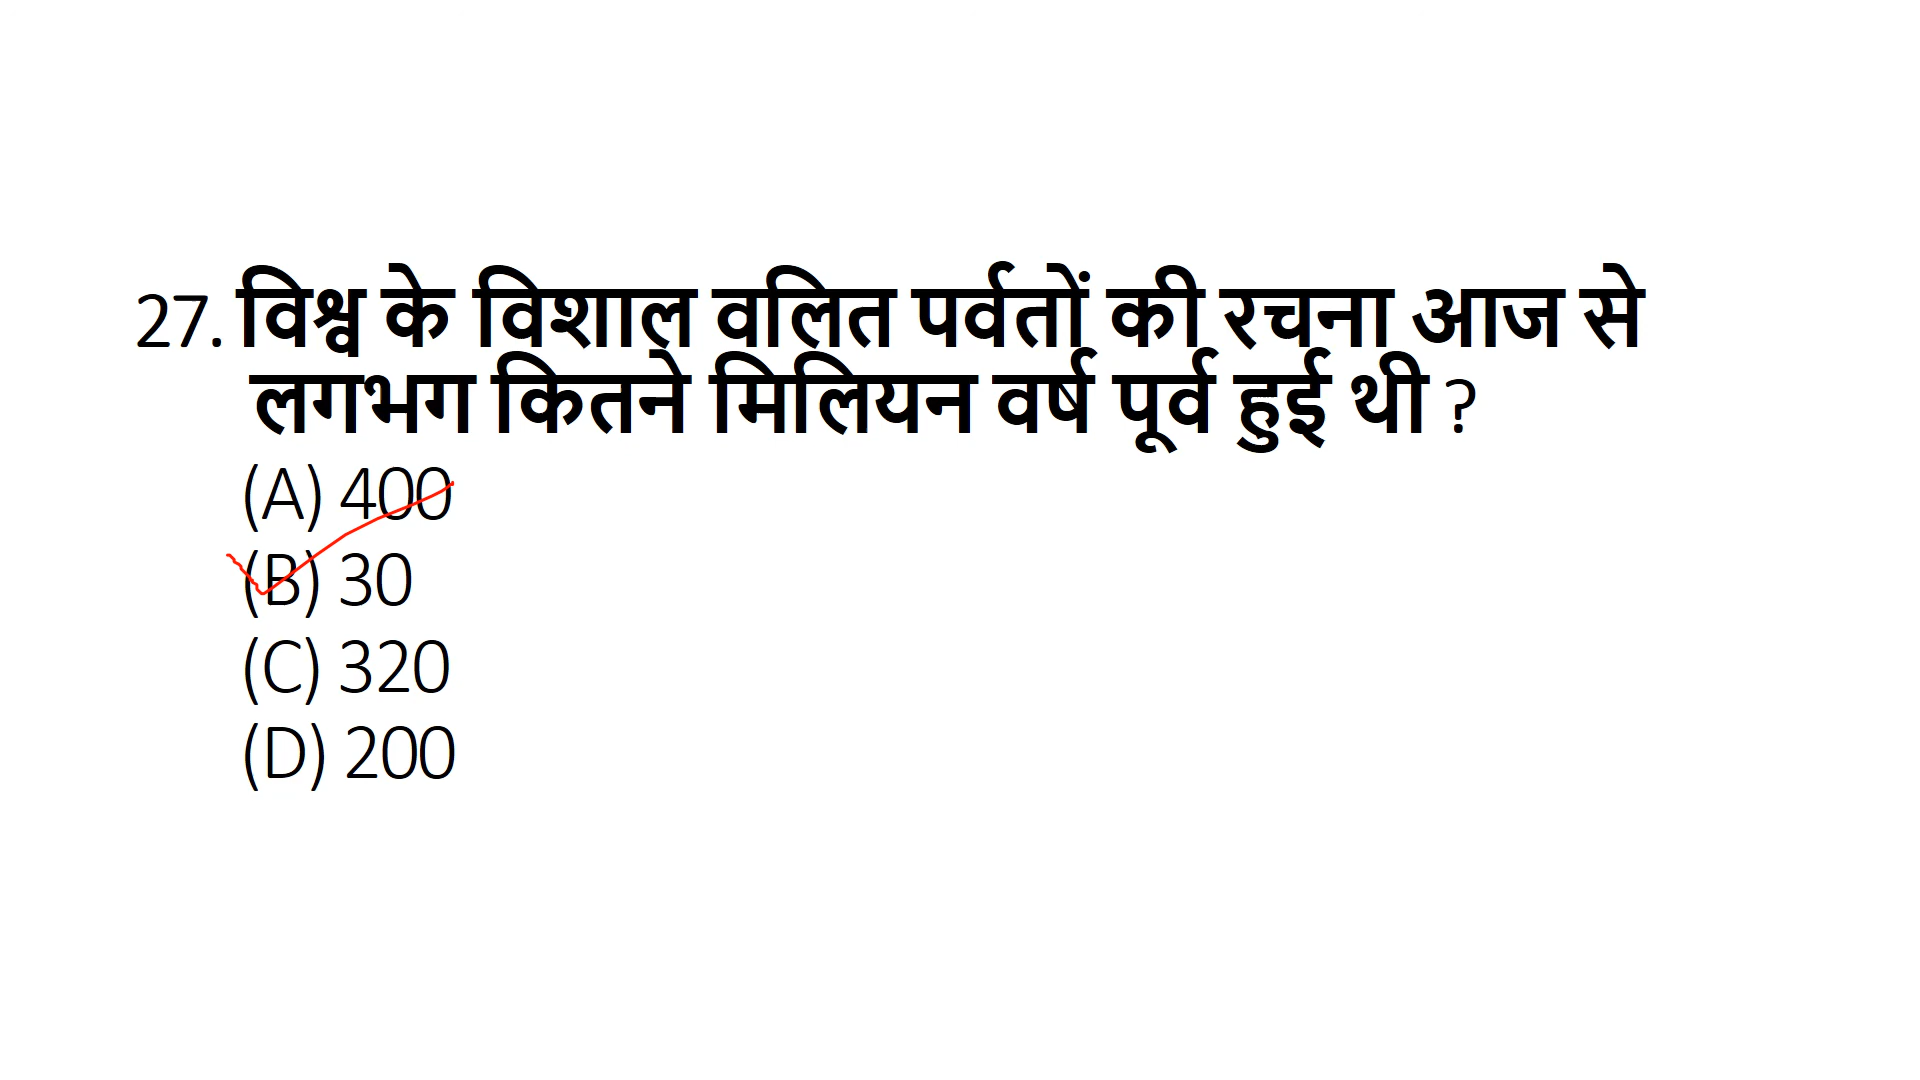 27. विश्व के विशाल वलित पर्वतों की रचना आज से
लगभग कितने मिलियन वर्ष पूर्व हुई थी ?
(A) 400
(B) 30
(C) 320
(D) 200